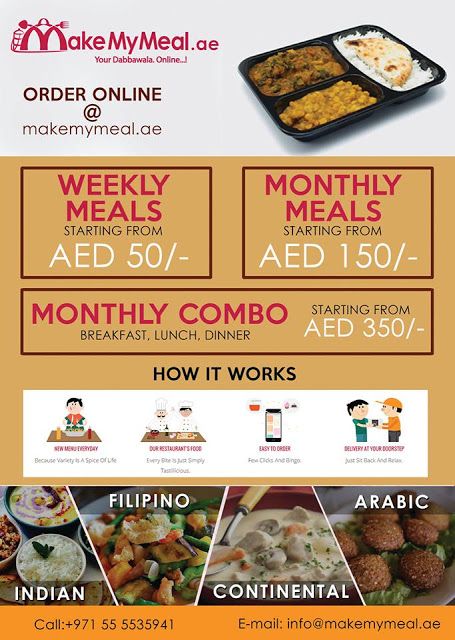 MakeMyMeal.ae
Your Dabbawala. Online...!
ORDER ONLINE
@
makemymeal.ae
WEEKLY
MEALS
STARTING FROM
AED 50/-
MONTHLY
MEALS
STARTING FROM
AED 150/-
MONTHLY COMBO
BREAKFAST, LUNCH, DINNER
STARTING FROM
AED 350/-
HOW IT WORKS
NEW MENU EVERYDAY
Because Variety Is A Spice Of Life
OUR RESTAURANT'S FOOD
Every Bite Is Just Simply
Tastilicious.
EASY TO ORDER
Few Clicks And Bingo.
DELIVERY AT YOUR DOORSTEP
Just Sit Back And Relax.
INDIAN
FILIPINO
CONTINENTAL
ARABIC
Call:+971 55 5535941
E-mail: info@makemymeal.ae